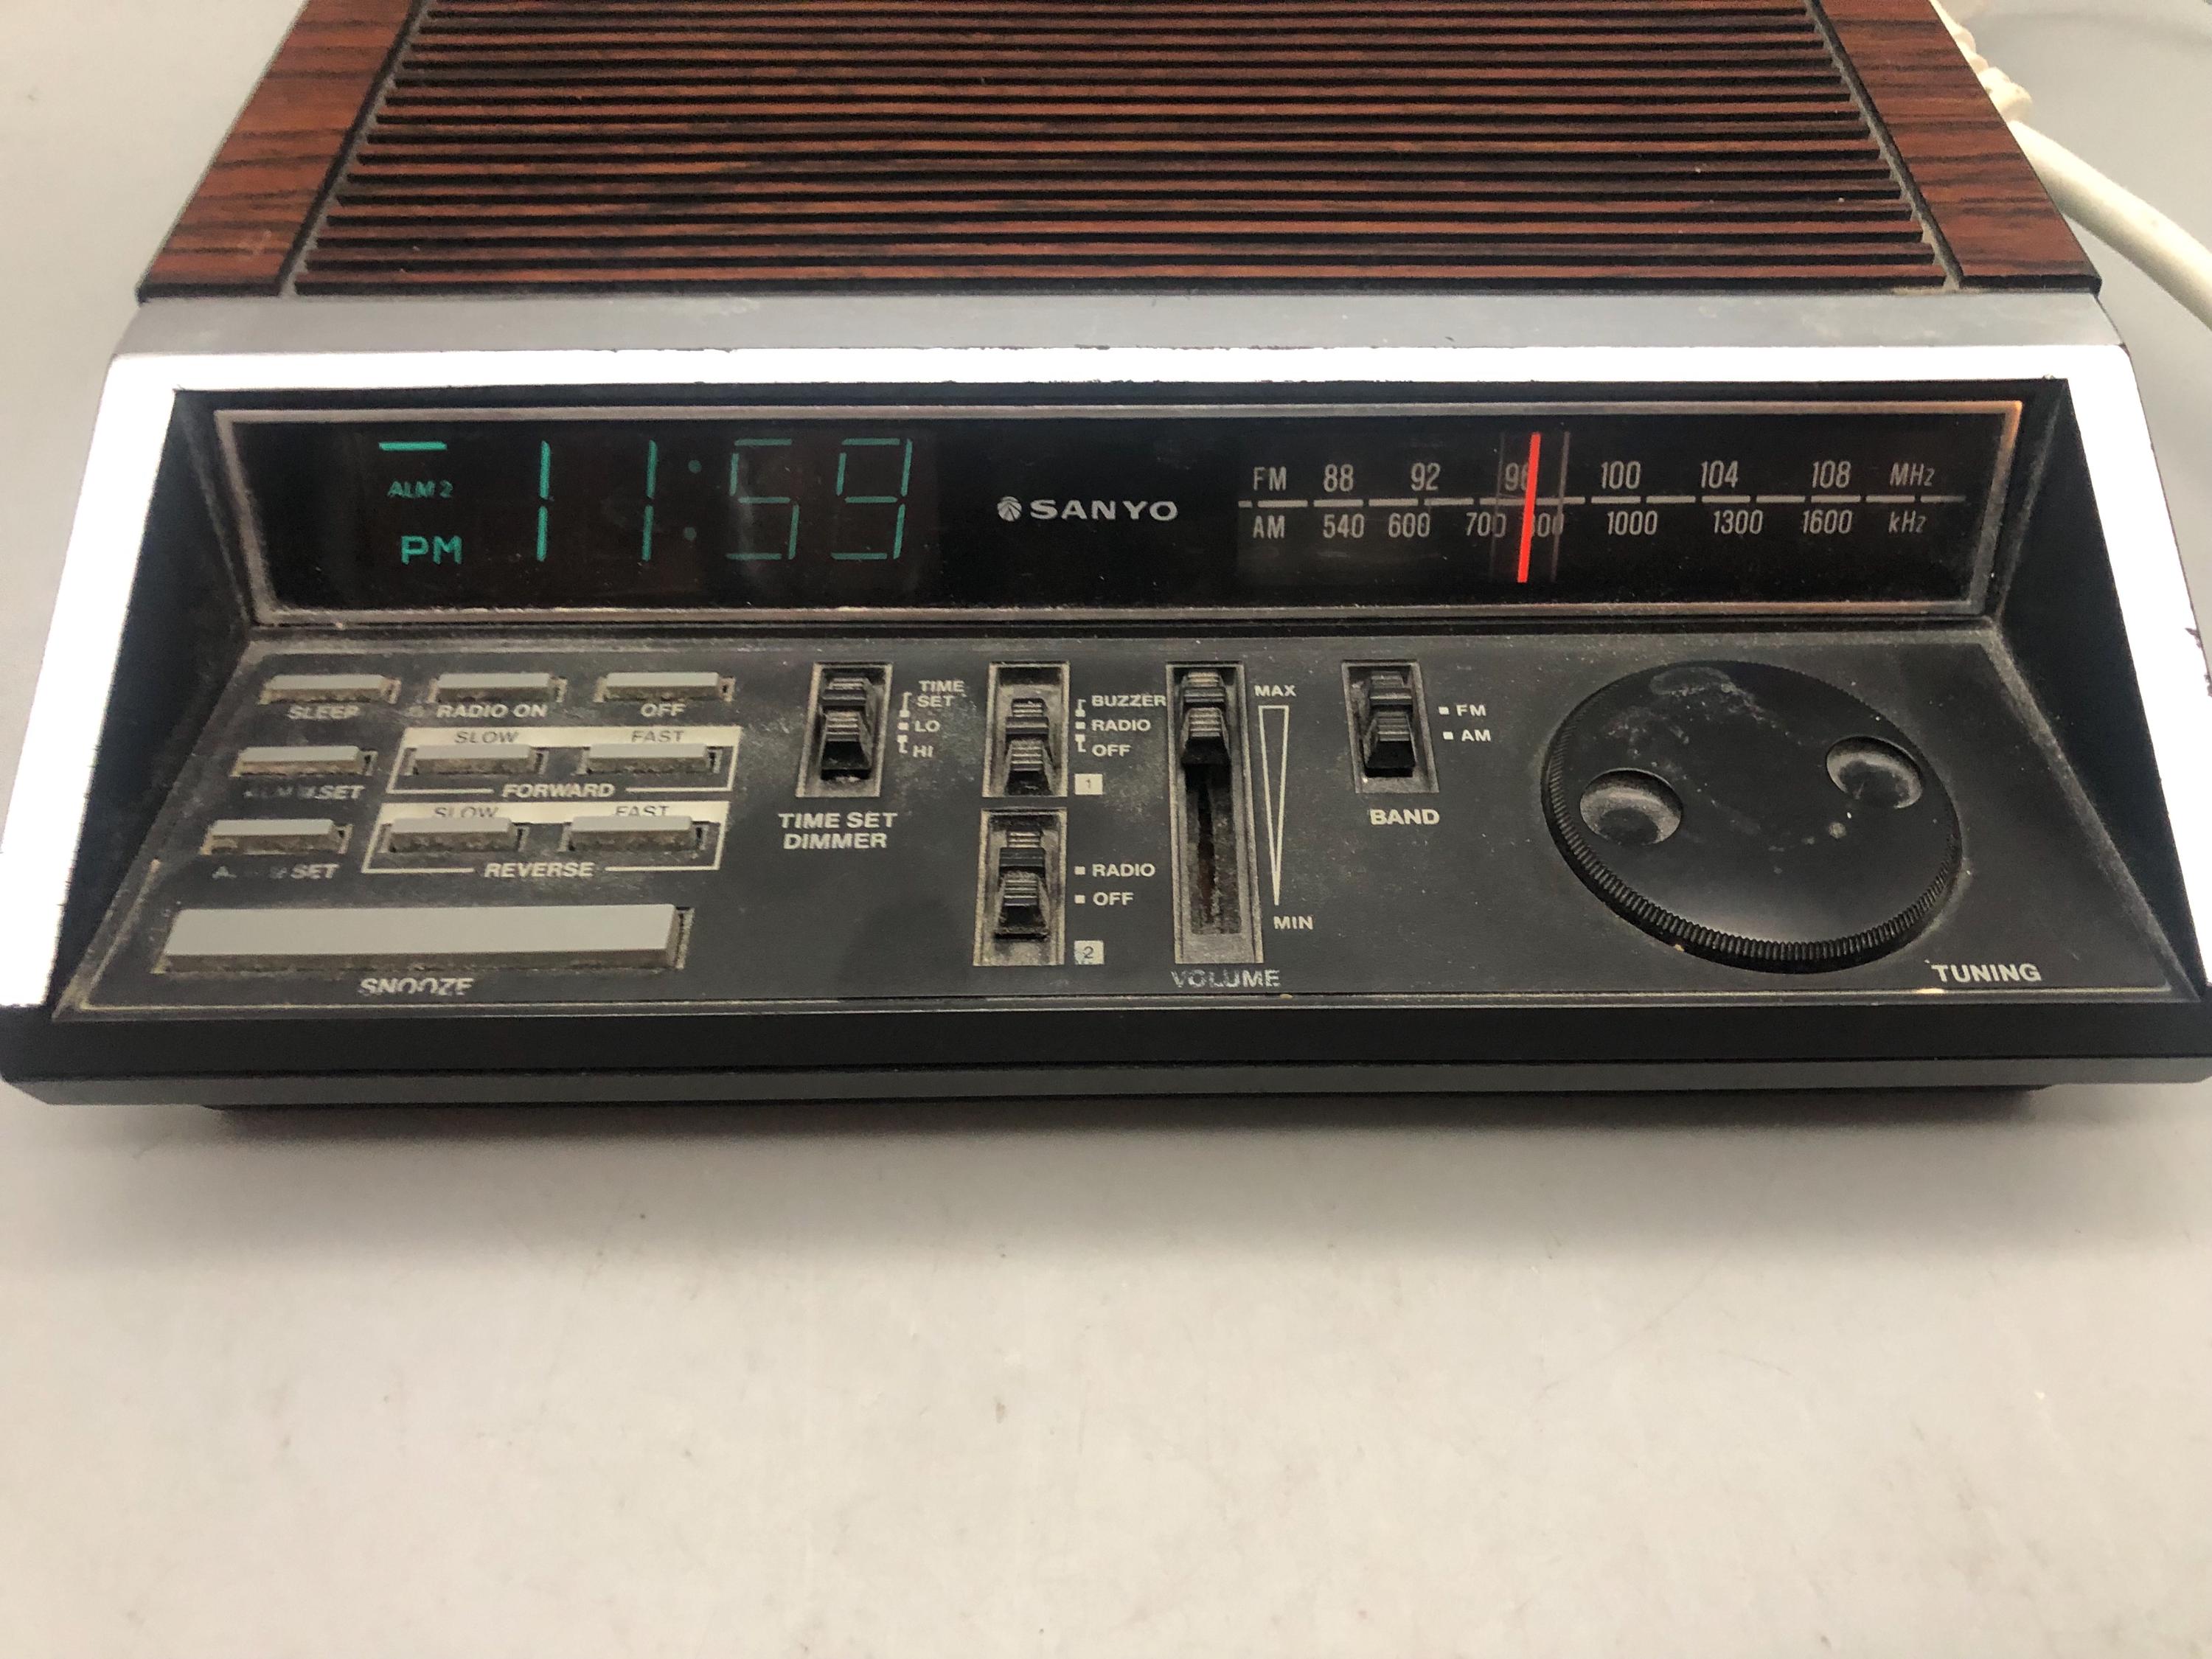 ALM 2
PM
11:59
SANYO
FM 88 92 96 100 104 108 MHz
AM 540 600 700 800 1000 1300 1600 kHz
SLEEP
RADIO ON
OFF
SLOW
FAST
FORWARD
SET
SLOW
FAST
REVERSE
SET
SNOOZE
TIME
SET
LO
HI
TIME SET
DIMMER
BUZZER
RADIO
OFF
1
RADIO
OFF
2
MAX
MIN
VOLUME
FM
AM
BAND
TUNING